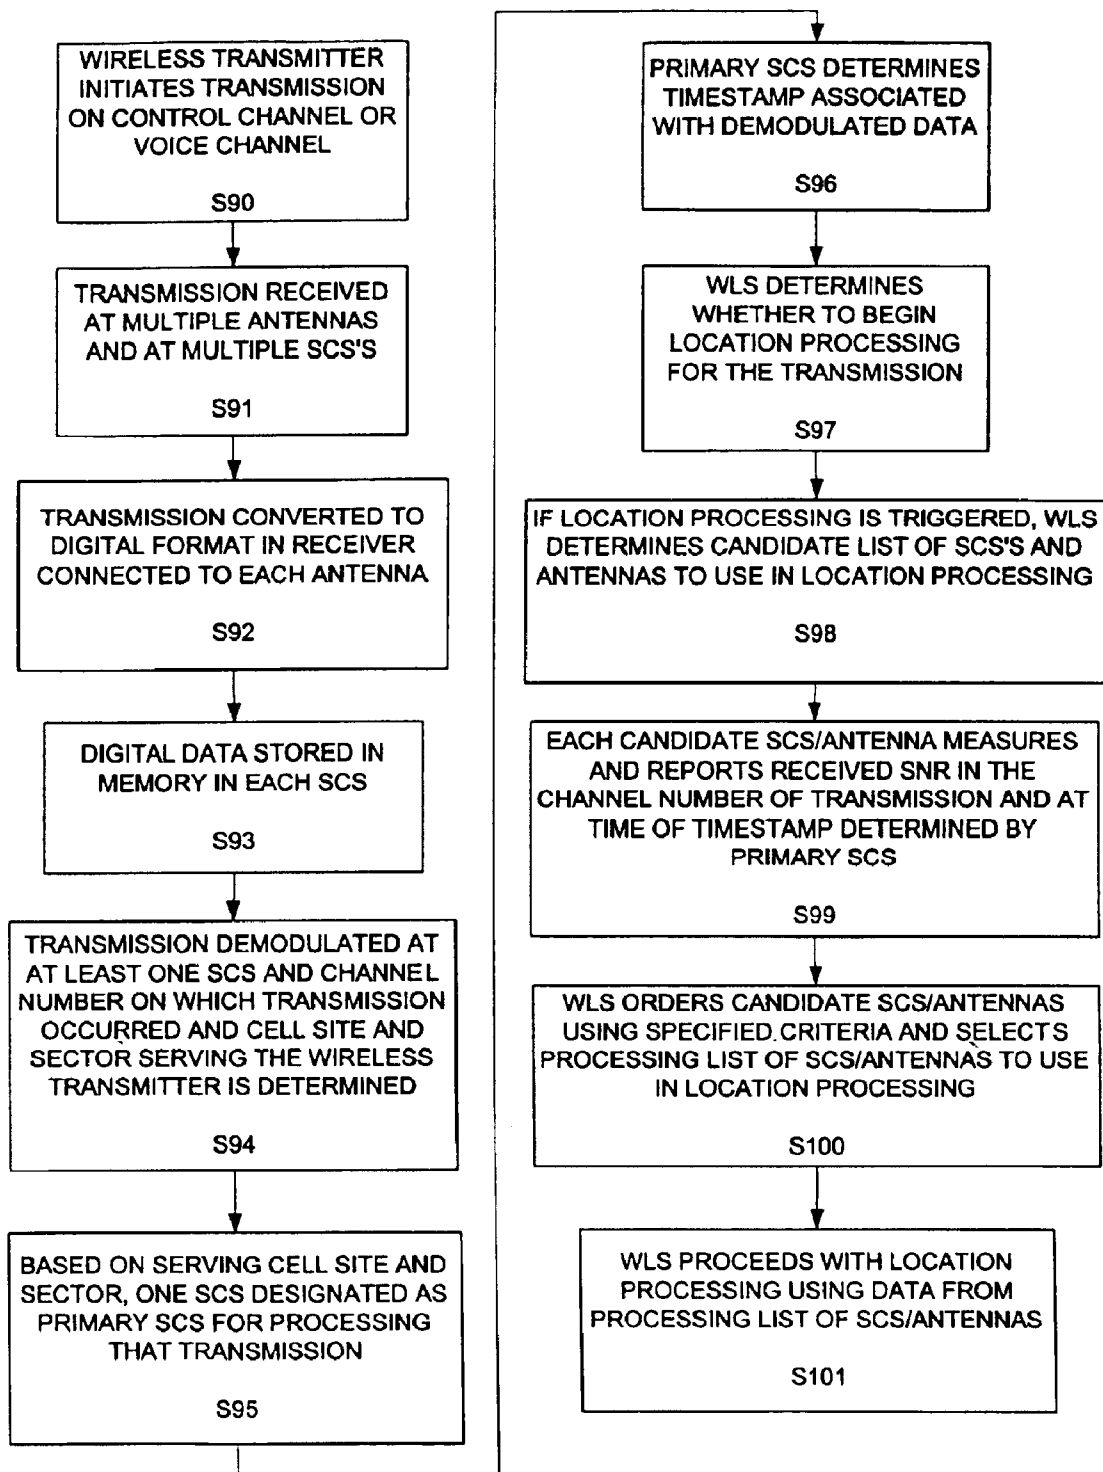 WIRELESS TRANSMITTER
INITIATES TRANSMISSION
ON CONTROL CHANNEL OR
VOICE CHANNEL
S90
TRANSMISSION RECEIVED
AT MULTIPLE ANTENNAS
AND AT MULTIPLE SCS'S
S91
TRANSMISSION CONVERTED TO
DIGITAL FORMAT IN RECEIVER
CONNECTED TO EACH ANTENNA
S92
DIGITAL DATA STORED IN
MEMORY IN EACH SCS
S93
TRANSMISSION DEMODULATED AT
AT LEAST ONE SCS AND CHANNEL
NUMBER ON WHICH TRANSMISSION
OCCURRED AND CELL SITE AND
SECTOR SERVING THE WIRELESS
TRANSMITTER IS DETERMINED
S94
BASED ON SERVING CELL SITE AND
SECTOR, ONE SCS DESIGNATED AS
PRIMARY SCS FOR PROCESSING
THAT TRANSMISSION
S95
PRIMARY SCS DETERMINES
TIMESTAMP ASSOCIATED
WITH DEMODULATED DATA
S96
WLS DETERMINES
WHETHER TO BEGIN
LOCATION PROCESSING
FOR THE TRANSMISSION
S97
IF LOCATION PROCESSING IS TRIGGERED, WLS
DETERMINES CANDIDATE LIST OF SCS'S AND
ANTENNAS TO USE IN LOCATION PROCESSING
S98
EACH CANDIDATE SCS/ANTENNA MEASURES
AND REPORTS RECEIVED SNR IN THE
CHANNEL NUMBER OF TRANSMISSION AND AT
TIME OF TIMESTAMP DETERMINED BY
PRIMARY SCS
S99
WLS ORDERS CANDIDATE SCS/ANTENNAS
USING SPECIFIED CRITERIA AND SELECTS
PROCESSING LIST OF SCS/ANTENNAS TO USE
IN LOCATION PROCESSING
S100
WLS PROCEEDS WITH LOCATION
PROCESSING USING DATA FROM
PROCESSING LIST OF SCS/ANTENNAS
S101